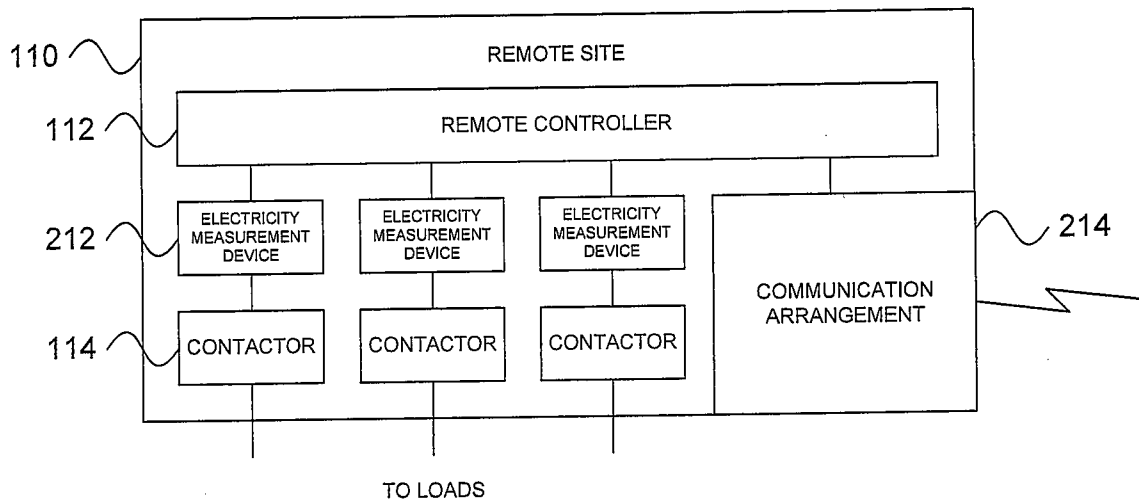 110
REMOTE SITE
112
REMOTE CONTROLLER
212
ELECTRICITY
MEASUREMENT
DEVICE
ELECTRICITY
MEASUREMENT
DEVICE
ELECTRICITY
MEASUREMENT
DEVICE
214
COMMUNICATION
ARRANGEMENT
114
CONTACTOR
CONTACTOR
CONTACTOR
TO LOADS